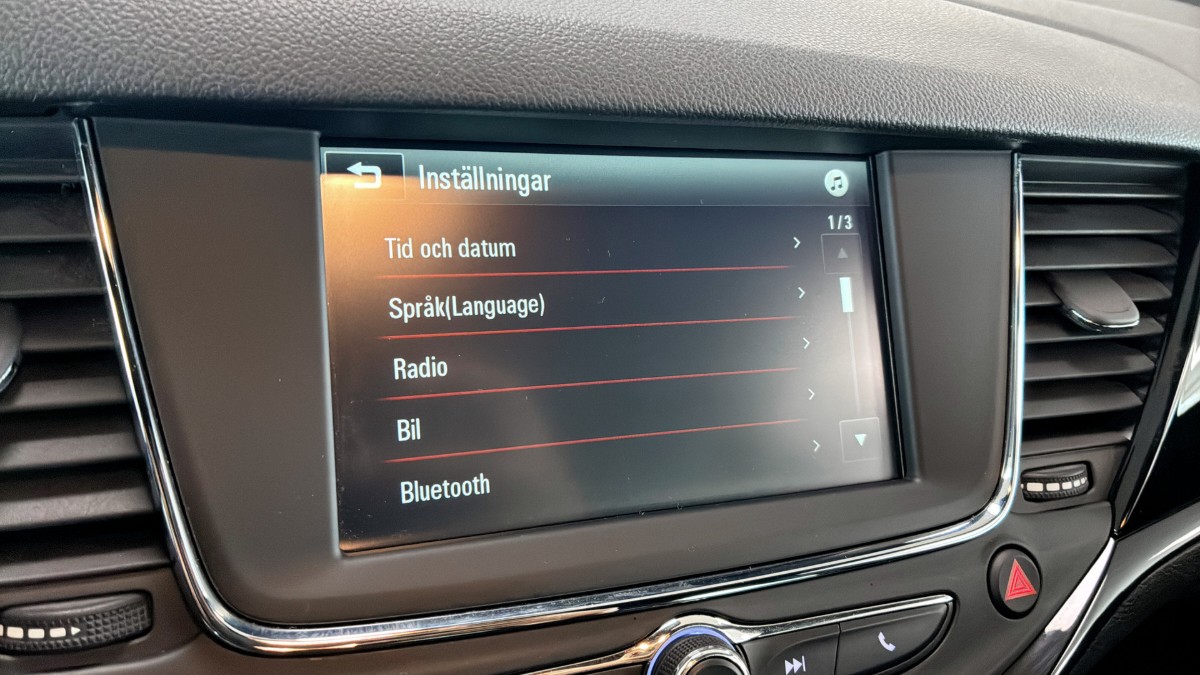 Inställningar
1/3
Tid och datum
Språk(Language)
Radio
Bil
Bluetooth